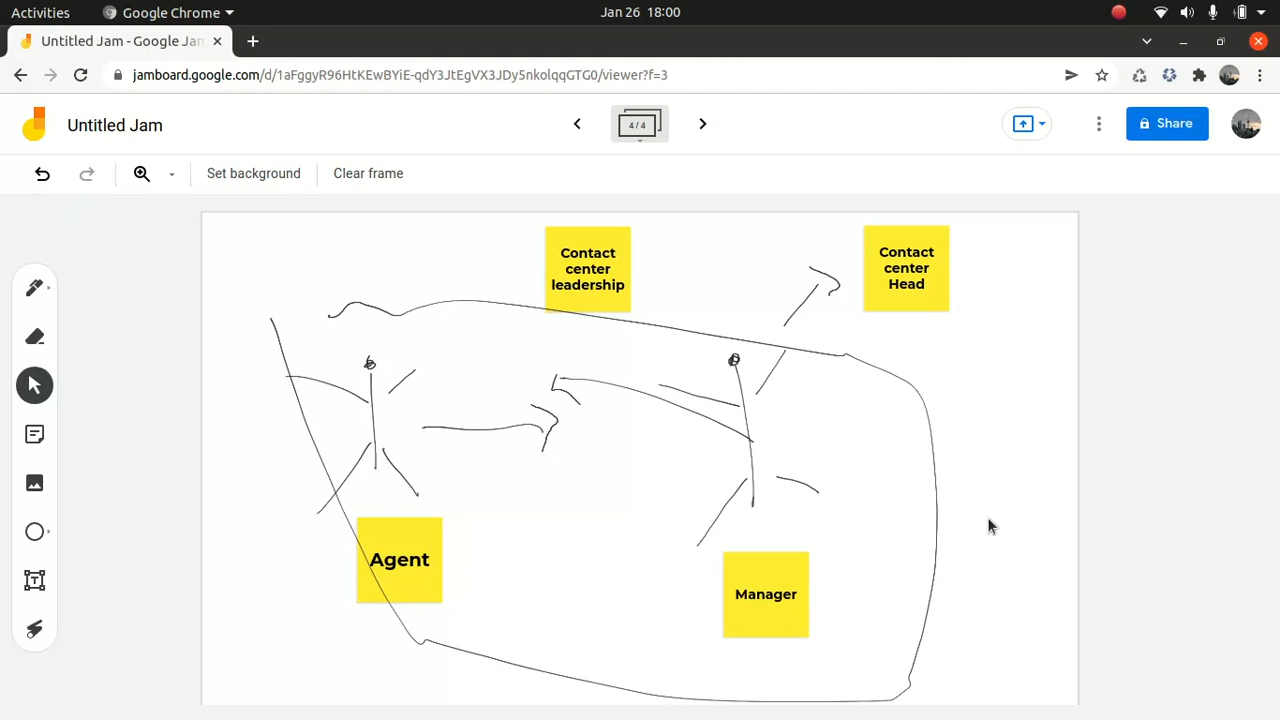 Activities
Google Chrome
Jan 26 18:00
Untitled Jam - Google Jam
jamboard.google.com/d/1aFggyR96HtKEwBYiE-qdY3JtEgVX3JDy5nkolqqGTG0/viewer?f=3
Untitled Jam
4 / 4
Share
Set background
Clear frame
Contact
center
leadership
Contact
center
Head
Agent
Manager